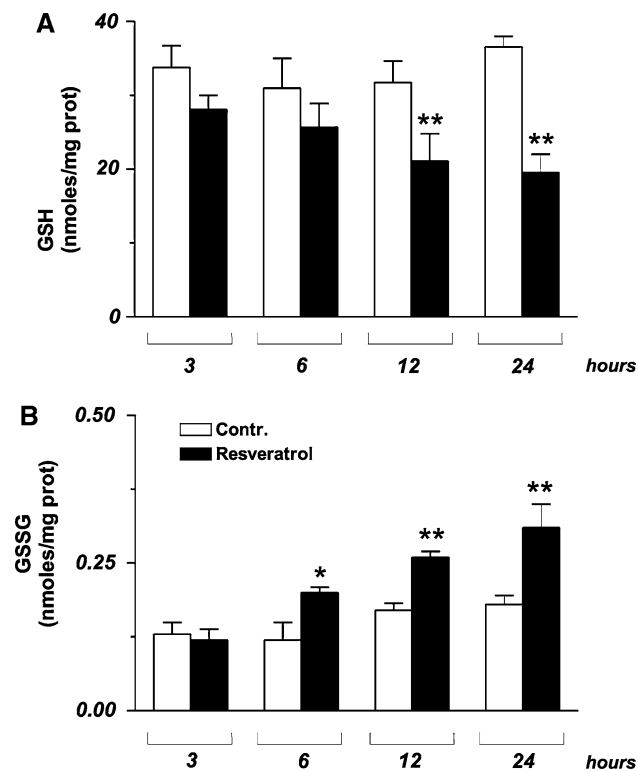 A
40
20
0
GSH
(nmoles/mg prot)
**
**
3 6 12 24 hours
B
0.50
0.25
0.00
GSSG
(nmoles/mg prot)
Contr.
Resveratrol
*
**
**
3 6 12 24 hours